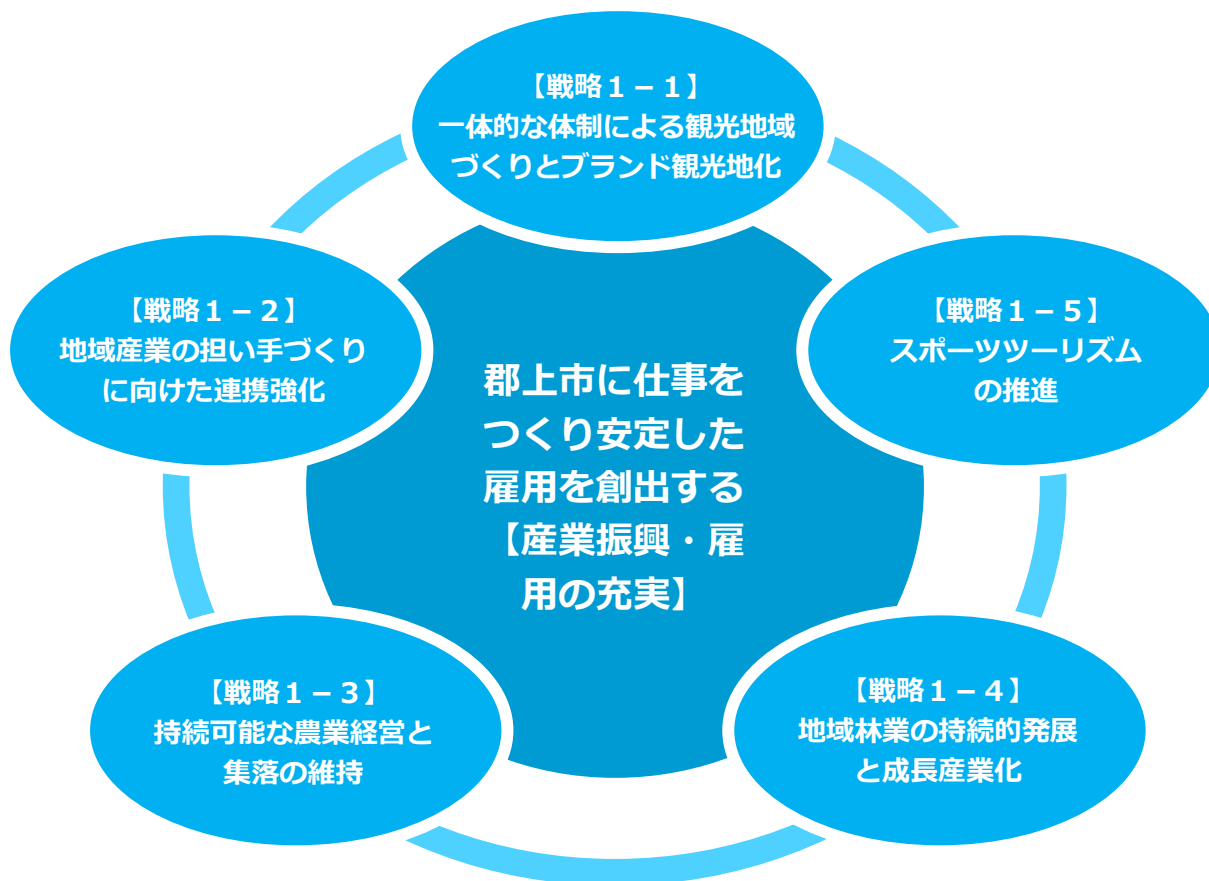 【戦略１－１】
一体的な体制による観光地域
づくりとブランド観光地化
【戦略１－２】
地域産業の担い手づくり
に向けた連携強化
【戦略１－５】
スポーツツーリズム
の推進
郡上市に仕事を
つくり安定した
雇用を創出する
【産業振興・雇
用の充実】
【戦略１－３】
持続可能な農業経営と
集落の維持
【戦略１－４】
地域林業の持続的発展
と成長産業化